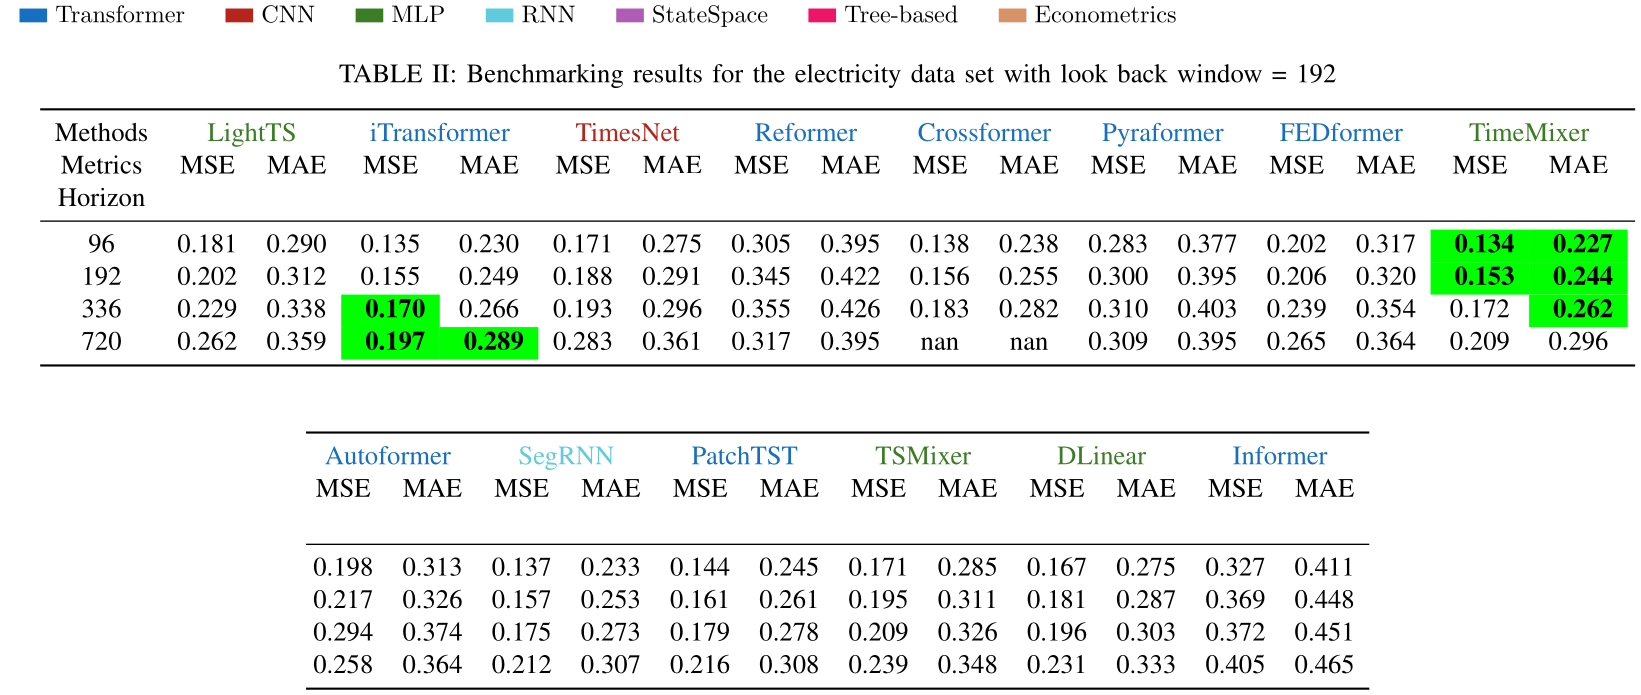 Transformer CNN MLP RNN StateSpace Tree-based Econometrics
TABLE II: Benchmarking results for the electricity data set with look back window = 192
Methods LightTS iTransformer TimesNet Reformer Crossformer Pyraformer FEDformer TimeMixer
Metrics MSE MAE MSE MAE MSE MAE MSE MAE MSE MAE MSE MAE MSE MAE MSE MAE
Horizon
96 0.181 0.290 0.135 0.230 0.171 0.275 0.305 0.395 0.138 0.238 0.283 0.377 0.202 0.317 0.134 0.227
192 0.202 0.312 0.155 0.249 0.188 0.291 0.345 0.422 0.156 0.255 0.300 0.395 0.206 0.320 0.153 0.244
336 0.229 0.338 0.170 0.266 0.193 0.296 0.355 0.426 0.183 0.282 0.310 0.403 0.239 0.354 0.172 0.262
720 0.262 0.359 0.197 0.289 0.283 0.361 0.317 0.395 nan nan 0.309 0.395 0.265 0.364 0.209 0.296
Autoformer SegRNN PatchTST TSMixer DLinear Informer
MSE MAE MSE MAE MSE MAE MSE MAE MSE MAE MSE MAE
0.198 0.313 0.137 0.233 0.144 0.245 0.171 0.285 0.167 0.275 0.327 0.411
0.217 0.326 0.157 0.253 0.161 0.261 0.195 0.311 0.181 0.287 0.369 0.448
0.294 0.374 0.175 0.273 0.179 0.278 0.209 0.326 0.196 0.303 0.372 0.451
0.258 0.364 0.212 0.307 0.216 0.308 0.239 0.348 0.231 0.333 0.405 0.465